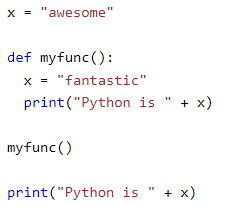 x = "awesome"

def myfunc():
  x = "fantastic"
  print("Python is " + x)

myfunc()

print("Python is " + x)